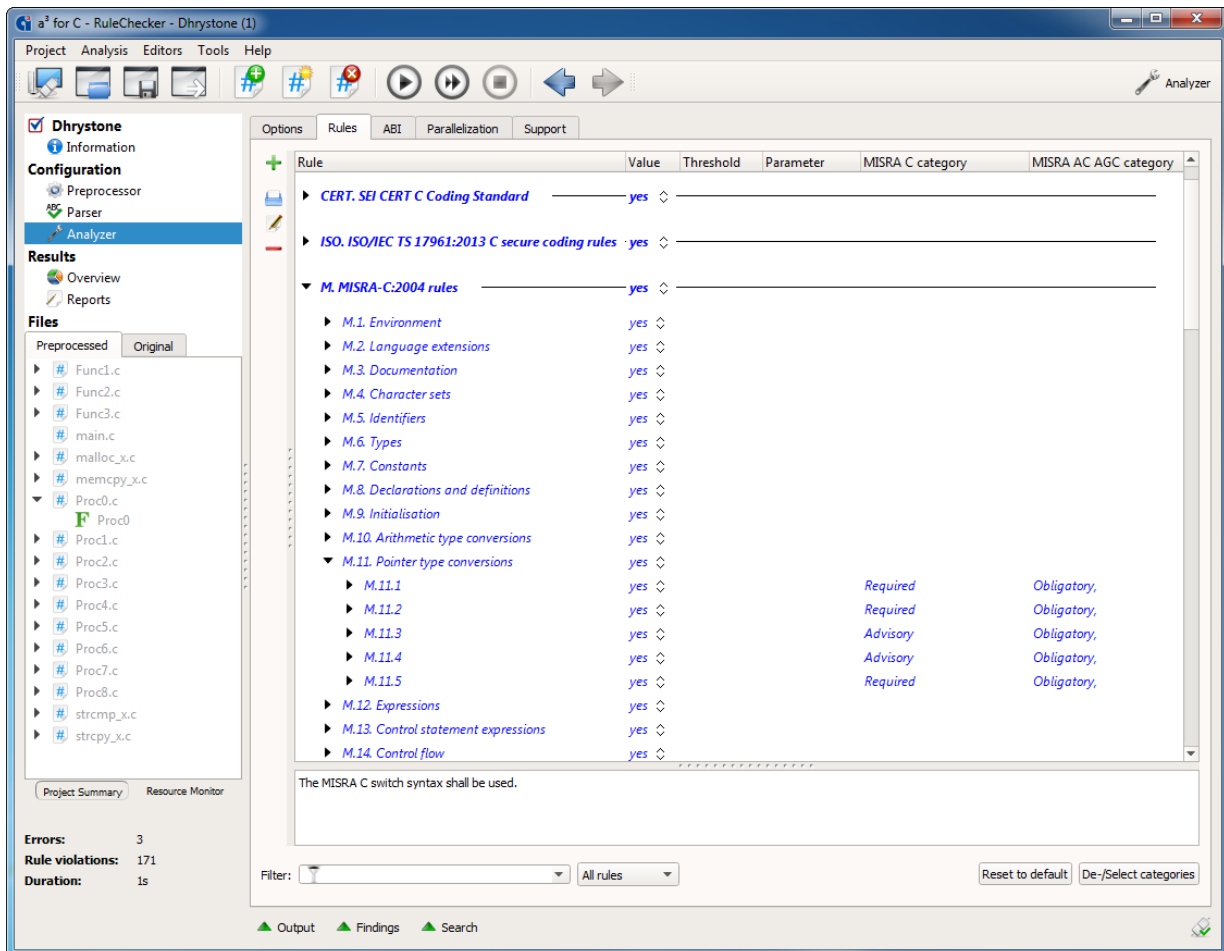 a³ for C - RuleChecker - Dhrystone (1)
Project Analysis Editors Tools Help
Analyzer
Dhrystone
Information
Configuration
Preprocessor
ABC Parser
Analyzer
Results
Overview
Reports
Files
Preprocessed Original
Func1.c
Func2.c
Func3.c
main.c
malloc_x.c
memcpy_x.c
Proc0.c
F Proc0
Proc1.c
Proc2.c
Proc3.c
Proc4.c
Proc5.c
Proc6.c
Proc7.c
Proc8.c
strcmp_x.c
strcpy_x.c
Project Summary Resource Monitor
Errors: 3
Rule violations: 171
Duration: 1s
Options Rules ABI Parallelization Support
Rule Value Threshold Parameter MISRA C category MISRA AC AGC category
CERT. SEI CERT C Coding Standard yes
ISO. ISO/IEC TS 17961:2013 C secure coding rules yes
M. MISRA-C:2004 rules yes
M.1. Environment yes
M.2. Language extensions yes
M.3. Documentation yes
M.4. Character sets yes
M.5. Identifiers yes
M.6. Types yes
M.7. Constants yes
M.8. Declarations and definitions yes
M.9. Initialisation yes
M.10. Arithmetic type conversions yes
M.11. Pointer type conversions yes
M.11.1 yes Required Obligatory,
M.11.2 yes Required Obligatory,
M.11.3 yes Advisory Obligatory,
M.11.4 yes Advisory Obligatory,
M.11.5 yes Required Obligatory,
M.12. Expressions yes
M.13. Control statement expressions yes
M.14. Control flow yes
The MISRA C switch syntax shall be used.
Filter: All rules Reset to default De-/Select categories
Output Findings Search